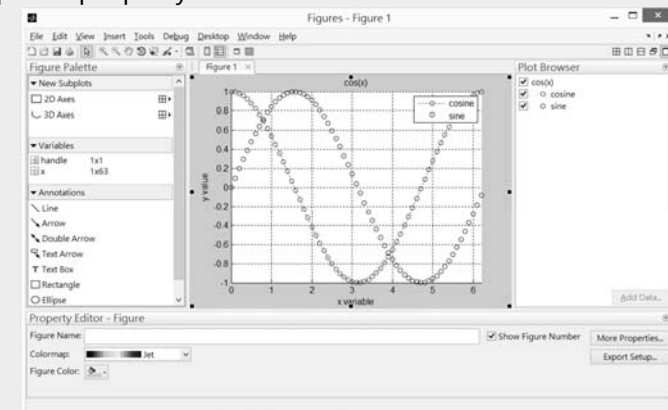 Figures - Figure 1
File Edit View Insert Tools Debug Desktop Window Help
Figure Palette
New Subplots
2D Axes
3D Axes
Variables
handle 1x1
x 1x63
Annotations
Line
Arrow
Double Arrow
Text Arrow
T Text Box
Rectangle
Ellipse
Figure 1
cos(x)
cosine
sine
1
0.8
0.6
0.4
0.2
0
-0.2
-0.4
-0.6
-0.8
-1
y value
0 1 2 3 4 5 6
x variable
Plot Browser
cos(x)
cosine
sine
Add Data...
Property Editor - Figure
Figure Name:
Show Figure Number
More Properties...
Colormap: Jet
Export Setup...
Figure Color: